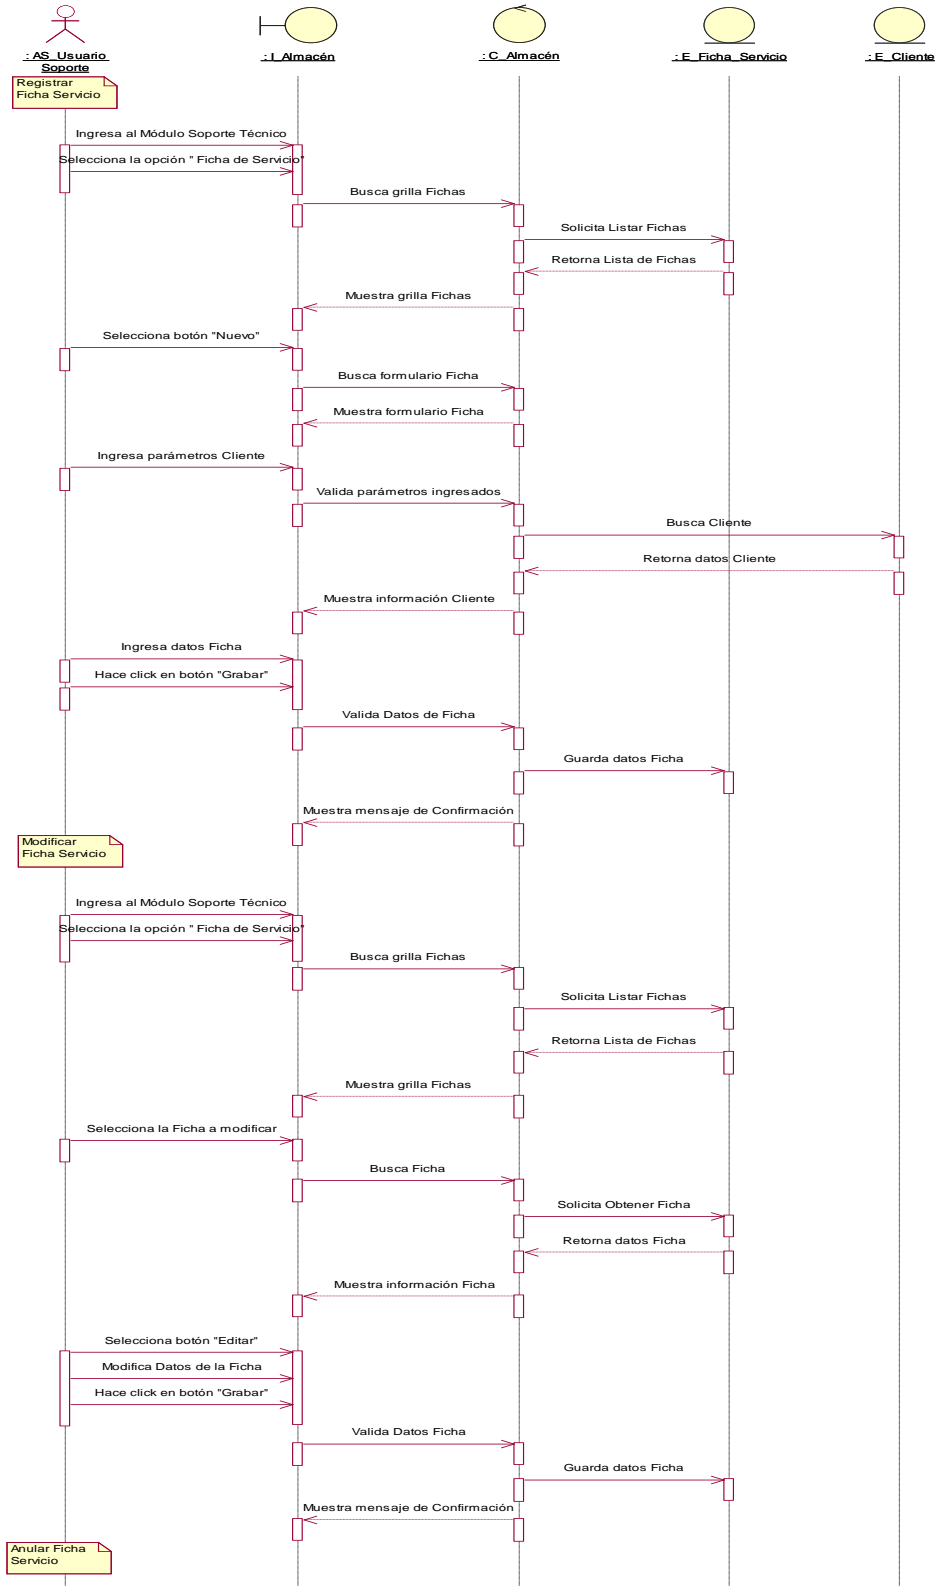 : AS_Usuario
Soporte
: I_Almacén
: C_Almacén
: E_Ficha_Servicio
: E_Cliente
Registrar
Ficha Servicio
Ingresa al Módulo Soporte Técnico
Selecciona la opción " Ficha de Servicio"
Busca grilla Fichas
Solicita Listar Fichas
Retorna Lista de Fichas
Muestra grilla Fichas
Selecciona botón "Nuevo"
Busca formulario Ficha
Muestra formulario Ficha
Ingresa parámetros Cliente
Valida parámetros ingresados
Busca Cliente
Retorna datos Cliente
Muestra información Cliente
Ingresa datos Ficha
Hace click en botón "Grabar"
Valida Datos de Ficha
Guarda datos Ficha
Muestra mensaje de Confirmación
Modificar
Ficha Servicio
Ingresa al Módulo Soporte Técnico
Selecciona la opción " Ficha de Servicio"
Busca grilla Fichas
Solicita Listar Fichas
Retorna Lista de Fichas
Muestra grilla Fichas
Selecciona la Ficha a modificar
Busca Ficha
Solicita Obtener Ficha
Retorna datos Ficha
Muestra información Ficha
Selecciona botón "Editar"
Modifica Datos de la Ficha
Hace click en botón "Grabar"
Valida Datos Ficha
Guarda datos Ficha
Muestra mensaje de Confirmación
Anular Ficha
Servicio